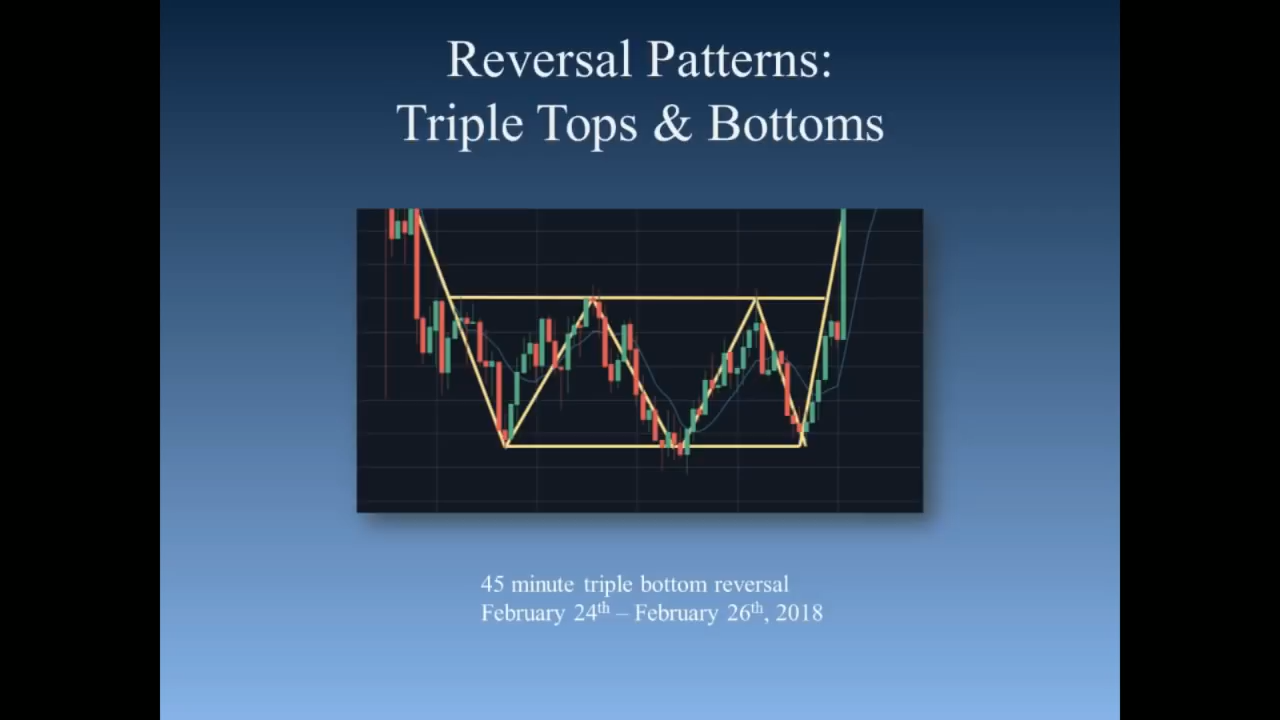 Reversal Patterns:
Triple Tops & Bottoms
45 minute triple bottom reversal
February 24th – February 26th, 2018